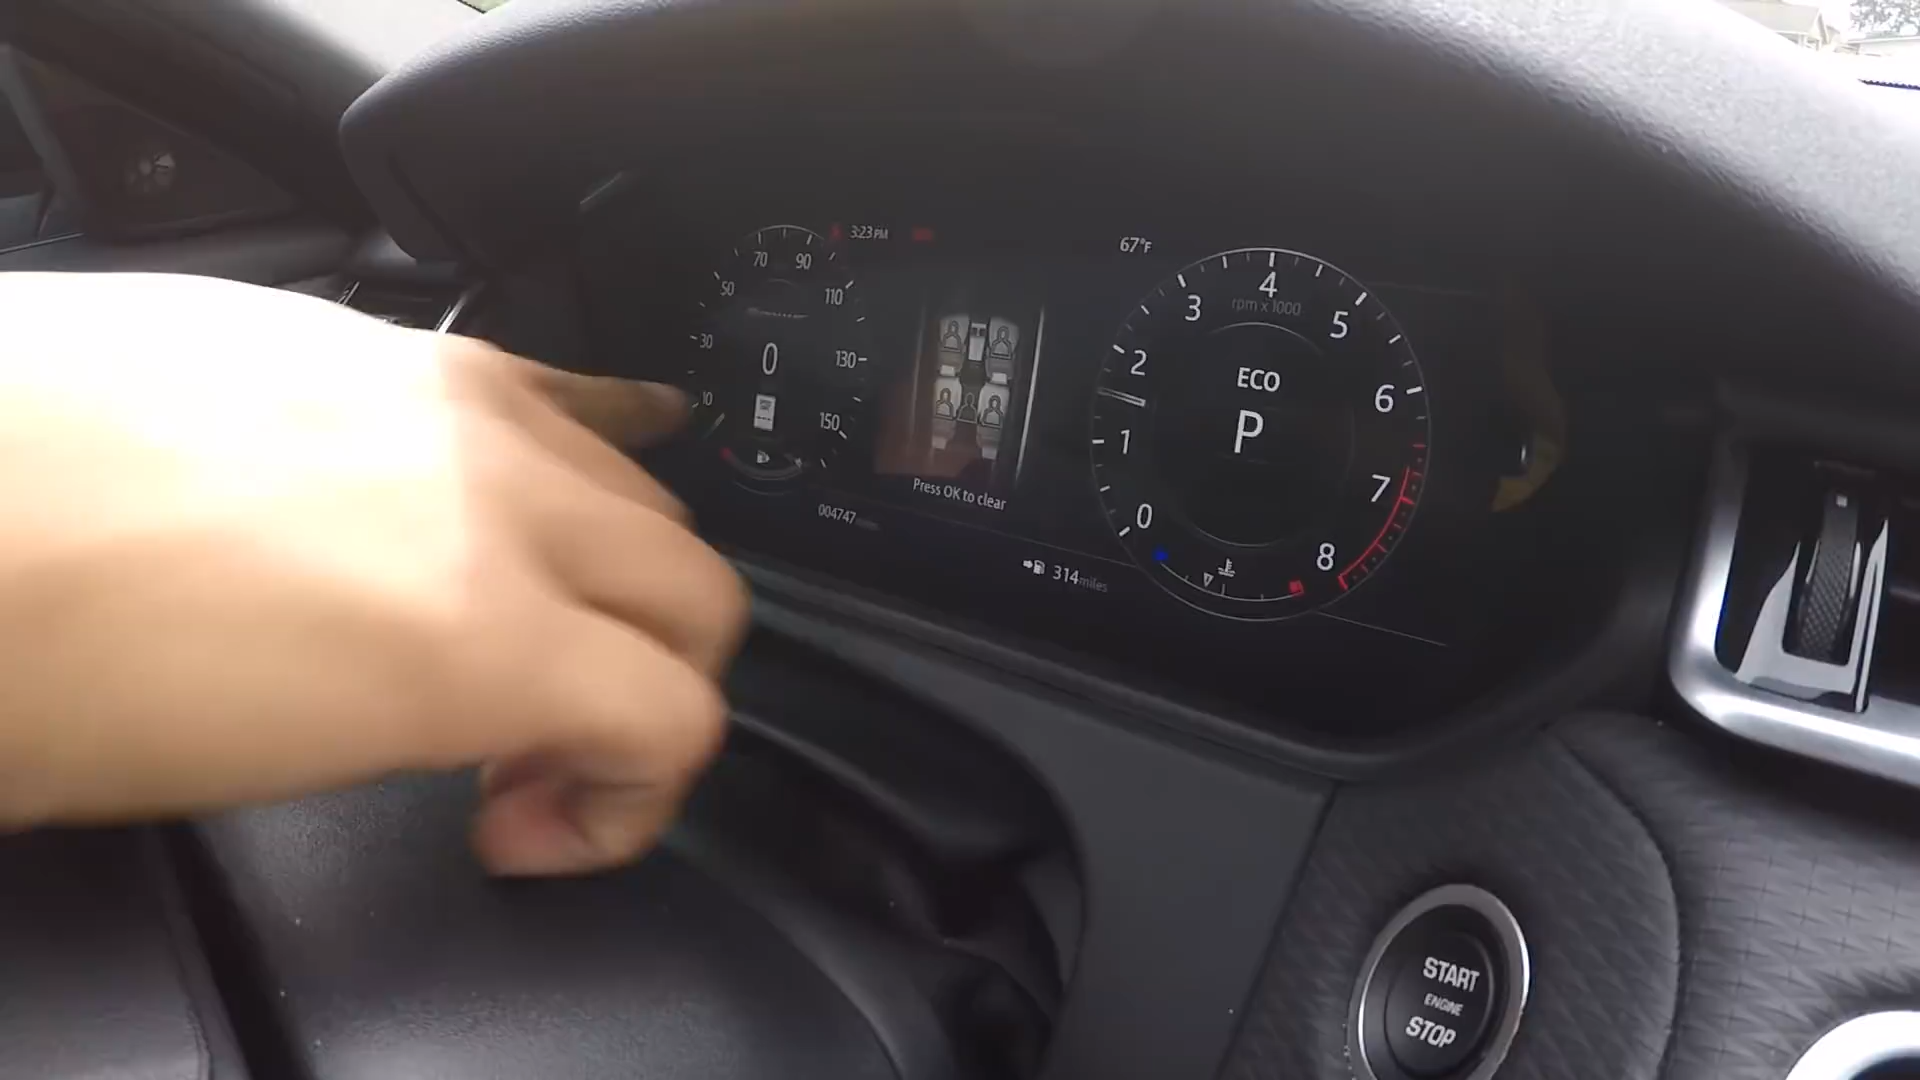 3:23 PM
67°F
70
90
50
110
30
0
130
10
150
Press OK to clear
004747
314 miles
4
rpm x 1000
3
5
2
ECO
6
P
1
7
0
8
START
ENGINE
STOP